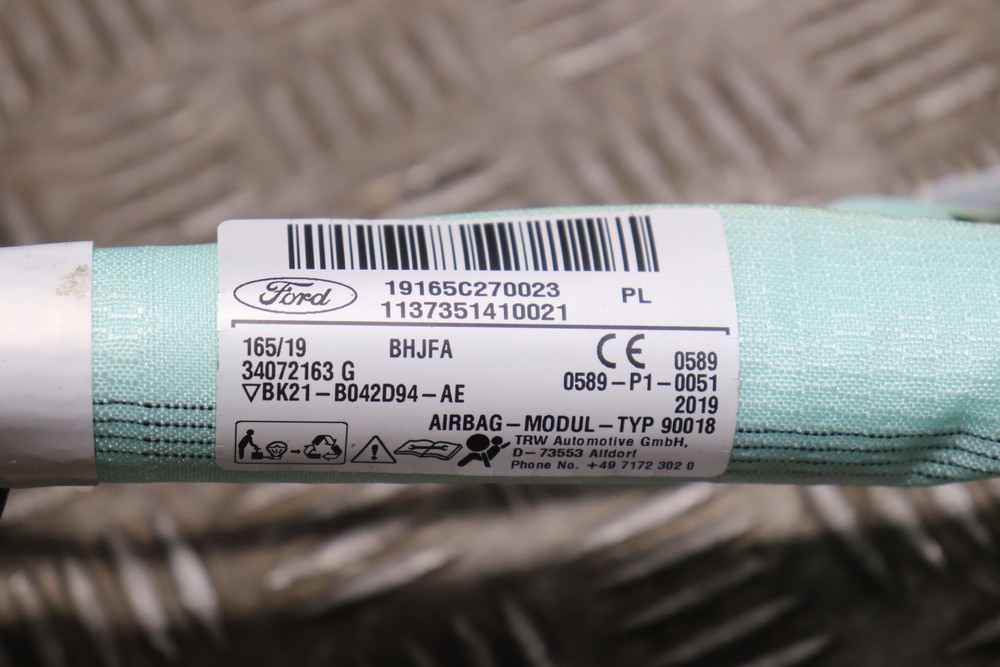 Ford 19165C270023 PL
1137351410021
165/19 BHJFA CE 0589
34072163 G 0589-P1-0051
▽BK21-B042D94-AE 2019
AIRBAG-MODUL-TYP 90018
TRW Automotive GmbH,
D-73553 Alldorf
Phone No. +49 7172 302 0